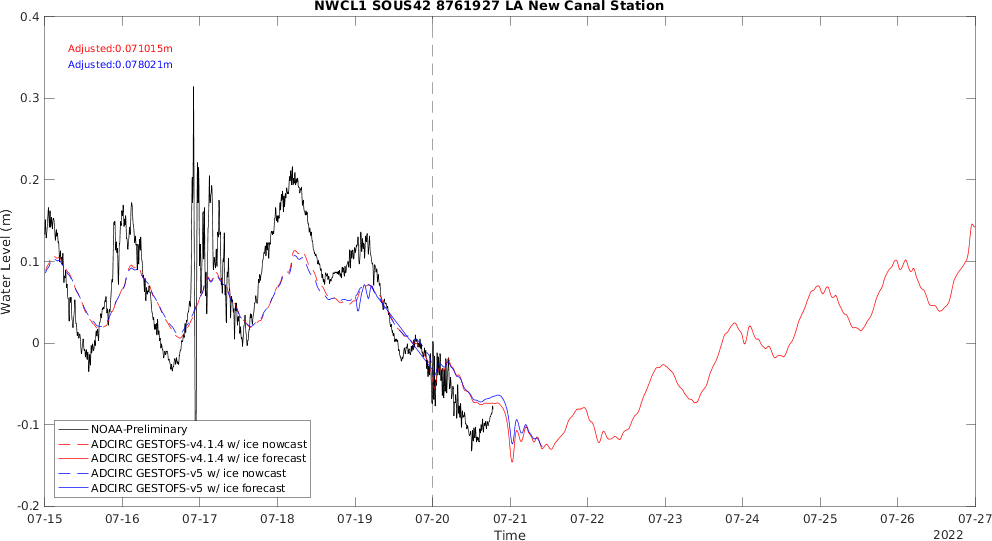 NWCL1 SOUS42 8761927 LA New Canal Station
Adjusted:0.071015m
Adjusted:0.078021m
Water Level (m)
0.4
0.3
0.2
0.1
0
-0.1
-0.2
NOAA-Preliminary
ADCIRC GESTOFS-v4.1.4 w/ ice nowcast
ADCIRC GESTOFS-v4.1.4 w/ ice forecast
ADCIRC GESTOFS-v5 w/ ice nowcast
ADCIRC GESTOFS-v5 w/ ice forecast
07-15 07-16 07-17 07-18 07-19 07-20 07-21 07-22 07-23 07-24 07-25 07-26 07-27
Time
2022